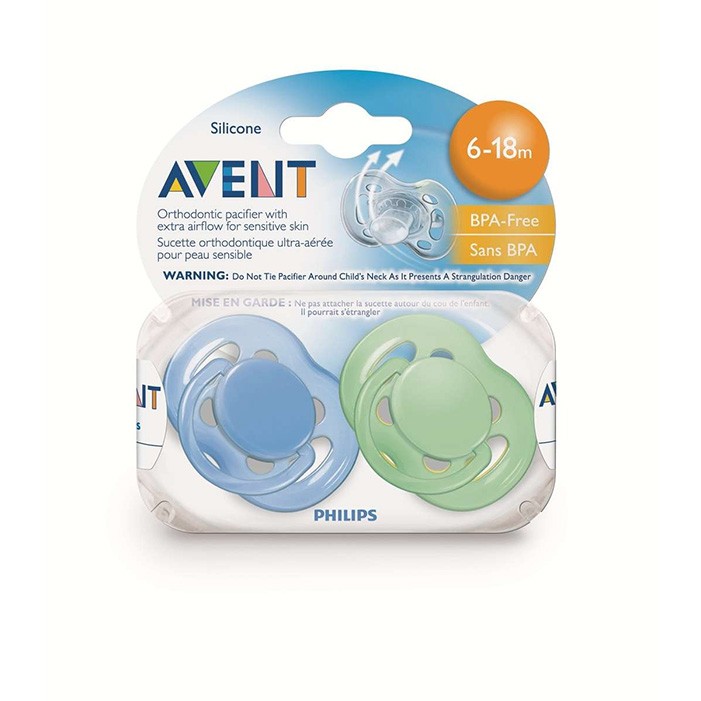 Silicone
AVENT
6-18m
Orthodontic pacifier with
extra airflow for sensitive skin
Sucette orthodontique ultra-aérée
pour peau sensible
BPA-Free
Sans BPA
WARNING: Do Not Tie Pacifier Around Child's Neck As It Presents A Strangulation Danger
MISE EN GARDE : Ne pas attacher la sucette autour du cou de l'enfant.
Il pourrait s'étrangler
NT
S
AV
PHILIPS